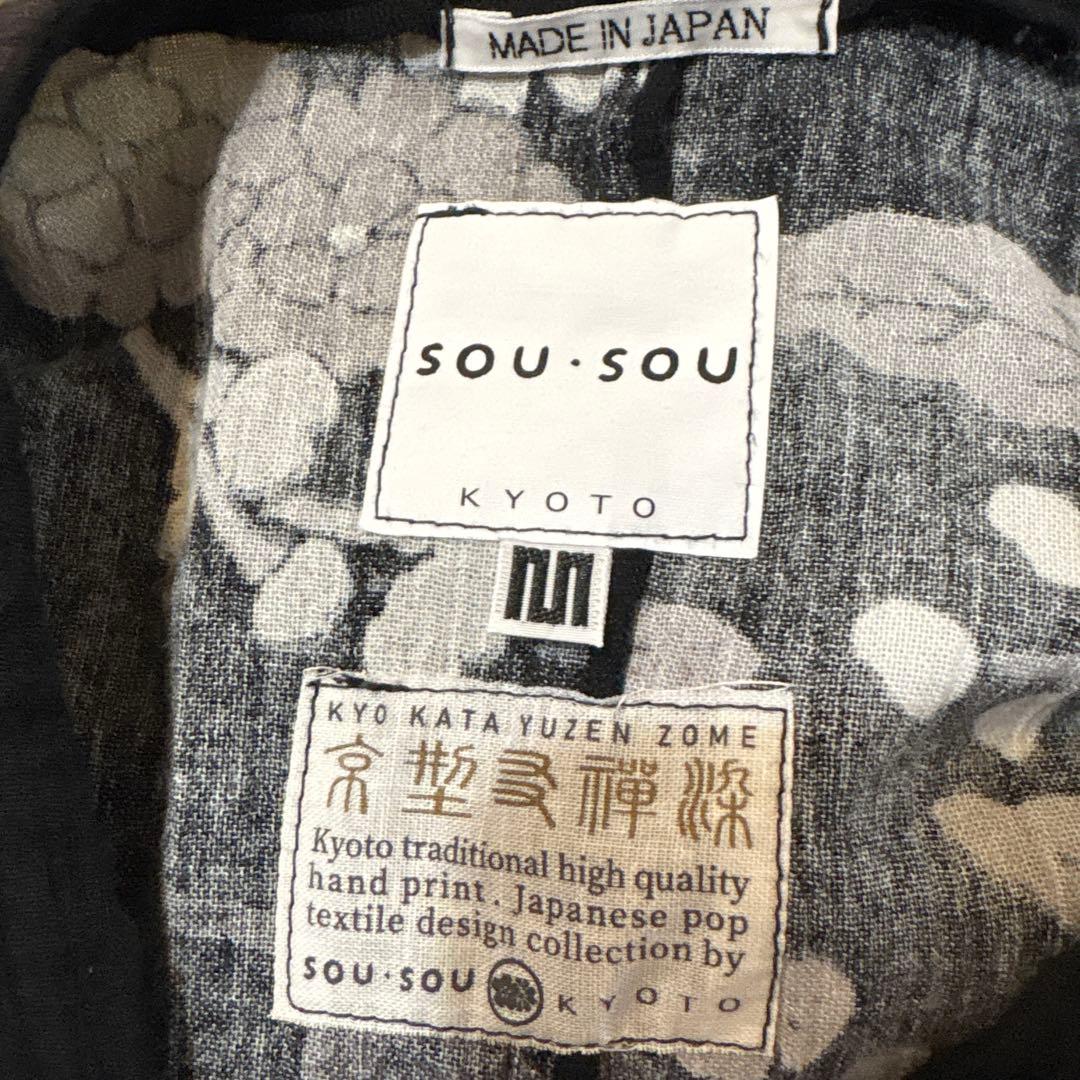 MADE IN JAPAN
SOU・SOU
KYOTO
M
KYO KATA YUZEN ZOME
京型友禅染
Kyoto traditional high quality
hand print. Japanese pop
textile design collection by
SOU・SOU KYOTO